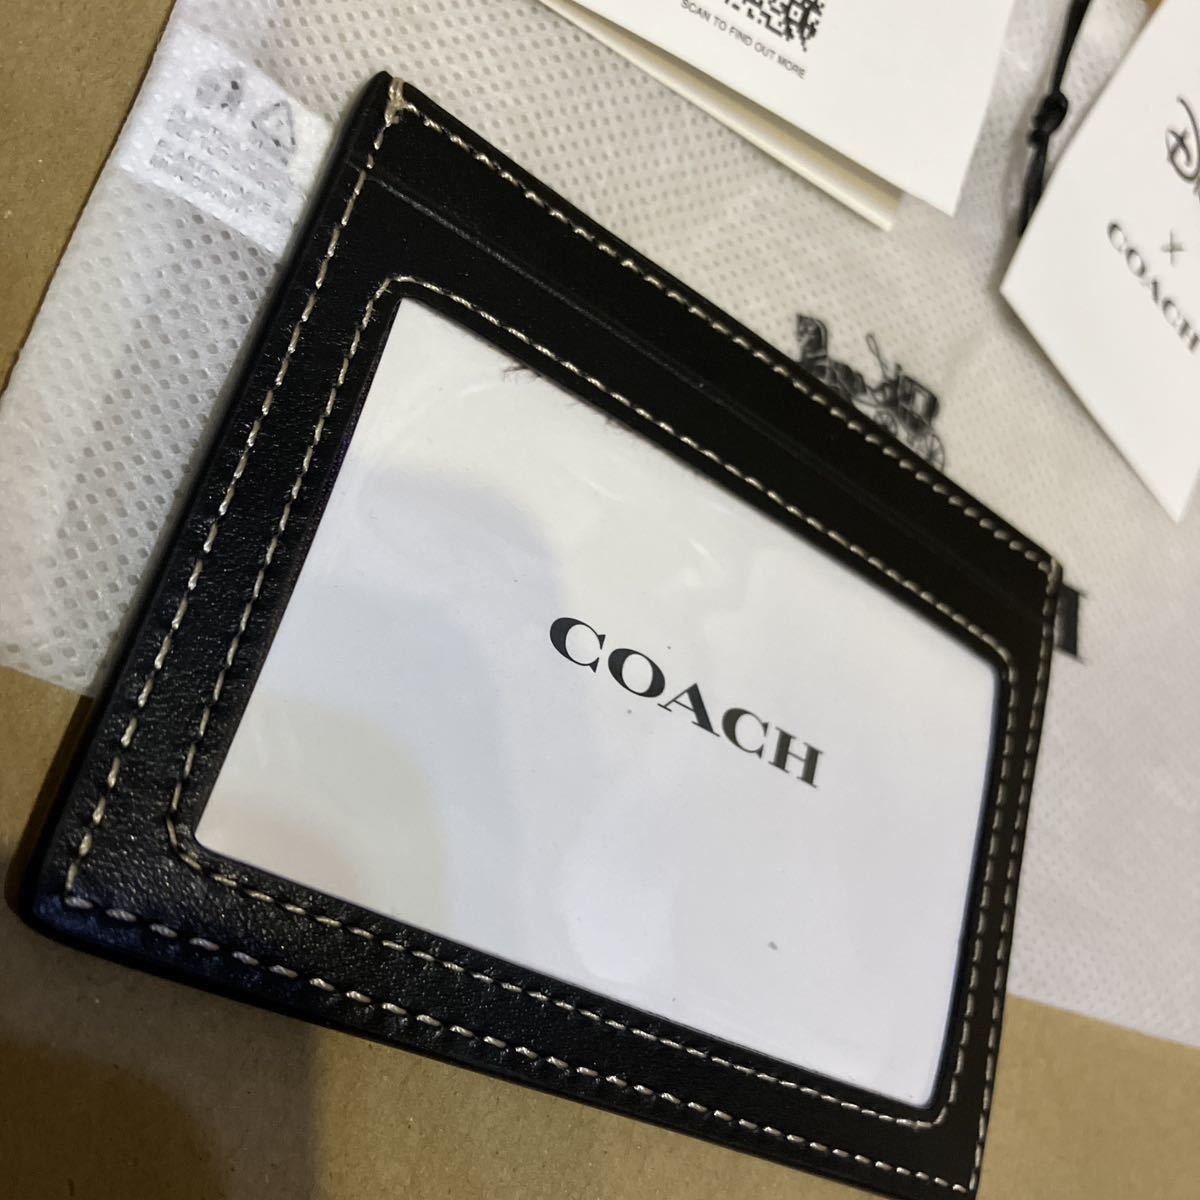 SCAN TO FIND OUT MORE
×
COACH
COACH